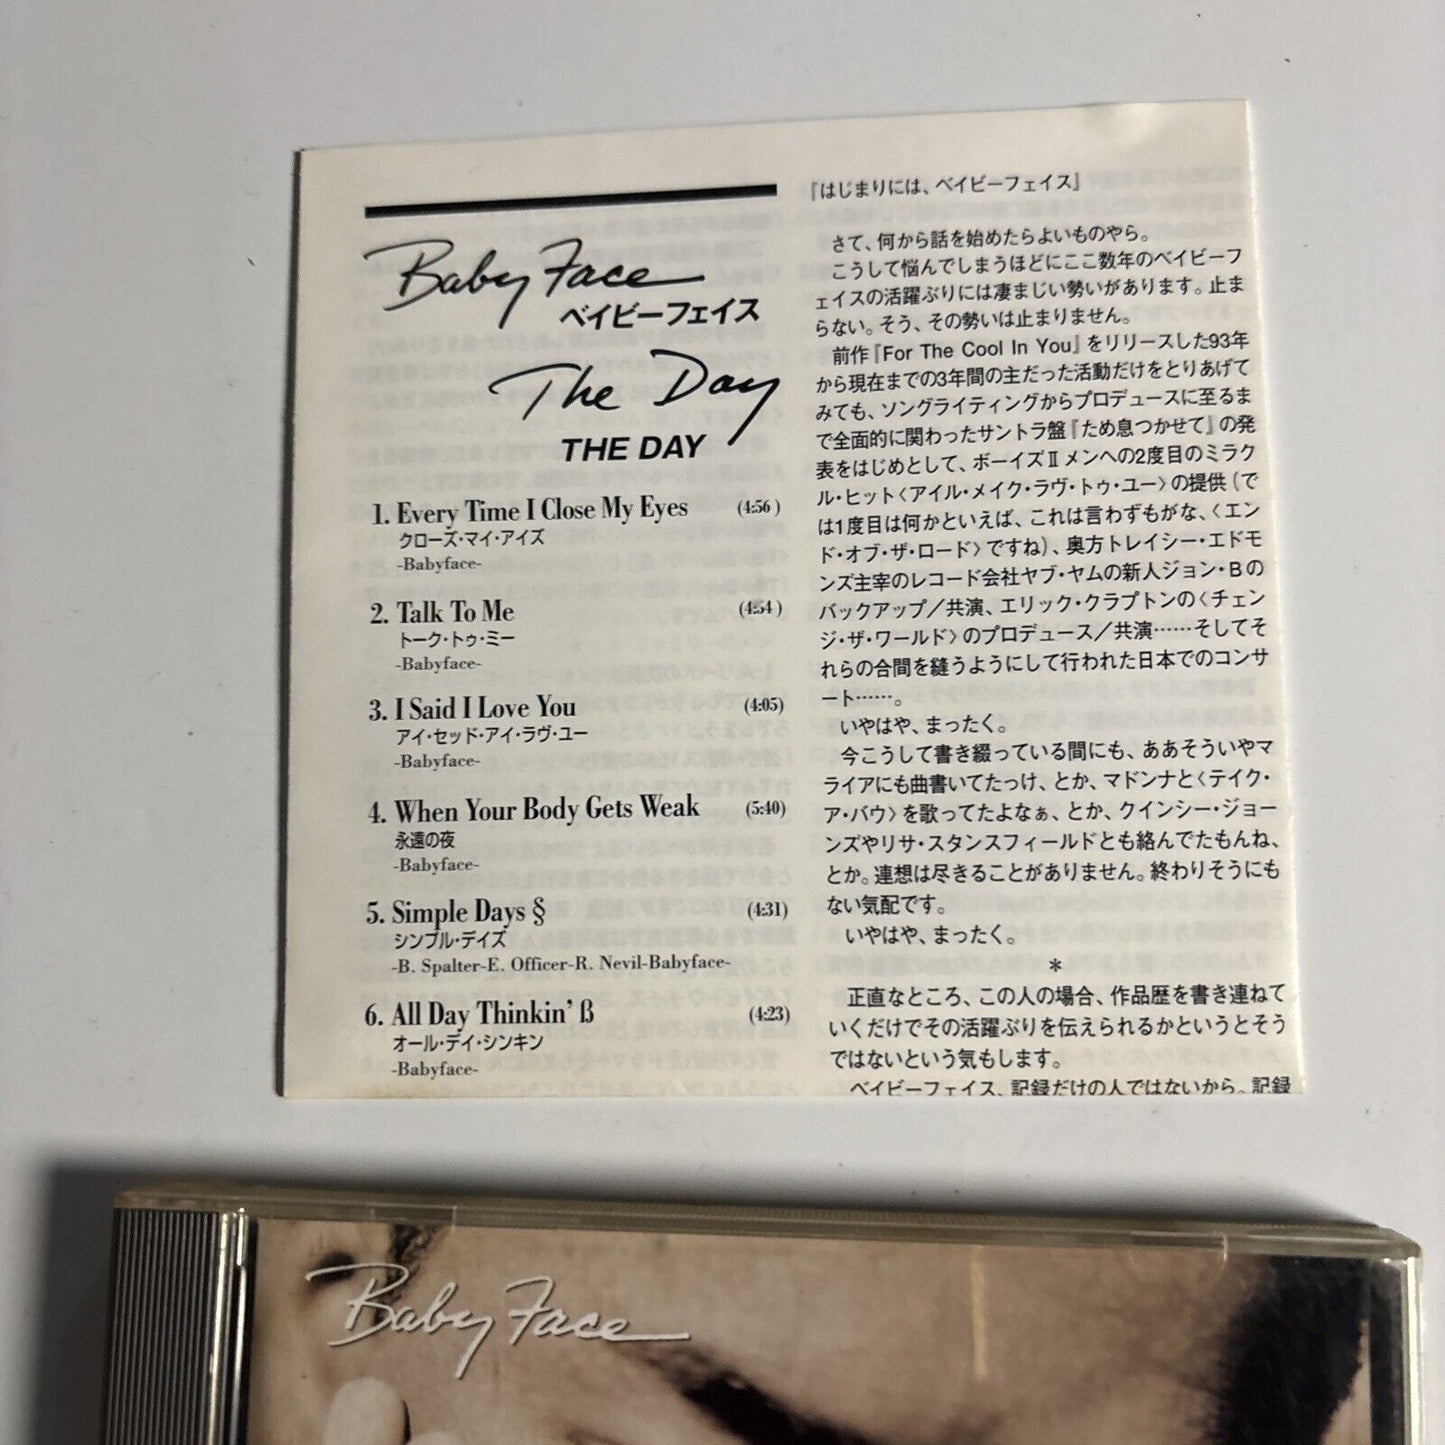 Baby Face
ベイビーフェイス
The Day
THE DAY
1. Every Time I Close My Eyes (4:56)
クローズ・マイ・アイズ
-Babyface-
2. Talk To Me (4:54)
トーク・トゥ・ミー
-Babyface-
3. I Said I Love You (4:05)
アイ・セッド・アイ・ラヴ・ユー
-Babyface-
4. When Your Body Gets Weak (5:40)
永遠の夜
-Babyface-
5. Simple Days § (4:31)
シンプル・デイズ
-B. Spalter-E. Officer-R. Nevil-Babyface-
6. All Day Thinkin' ß (4:23)
オール・デイ・シンキン
-Babyface-
『はじまりには、ベイビーフェイス』
さて、何から話を始めたらよいものやら。
こうして悩んでしまうほどにここ数年のベイビーフ
ェイスの活躍ぶりには凄まじい勢いがあります。止ま
らない。そう、その勢いは止まりません。
前作『For The Cool In You』をリリースした93年
から現在までの3年間の主だった活動だけをとりあげて
みても、ソングライティングからプロデュースに至るま
で全面的に関わったサントラ盤『ため息つかせて』の発
表をはじめとして、ボーイズⅡメンへの2度目のミラク
ル・ヒット〈アイル・メイク・ラヴ・トゥ・ユー〉の提供（で
は1度目は何かといえば、これは言わずもがな、〈エン
ド・オブ・ザ・ロード〉ですね）、奥方トレイシー・エドモ
ンズ主宰のレコード会社ヤブ・ヤムの新人ジョン・Bの
バックアップ／共演、エリック・クラプトンの〈チェン
ジ・ザ・ワールド〉のプロデュース／共演……そしてそ
れらの合間を縫うようにして行われた日本でのコンサ
ート……。
いやはや、まったく。
今こうして書き綴っている間にも、ああそういやマ
ライアにも曲書いてたっけ、とか、マドンナと〈テイク・
ア・バウ〉を歌ってたよなぁ、とか、クインシー・ジョー
ンズやリサ・スタンスフィールドとも絡んでたもんね、
とか。連想は尽きることがありません。終わりそうにも
ない気配です。
いやはや、まったく。
*
正直なところ、この人の場合、作品歴を書き連ねて
いくだけでその活躍ぶりを伝えられるかというとそう
ではないという気もします。
ベイビーフェイス、記録だけの人ではないから。記録
Baby Face